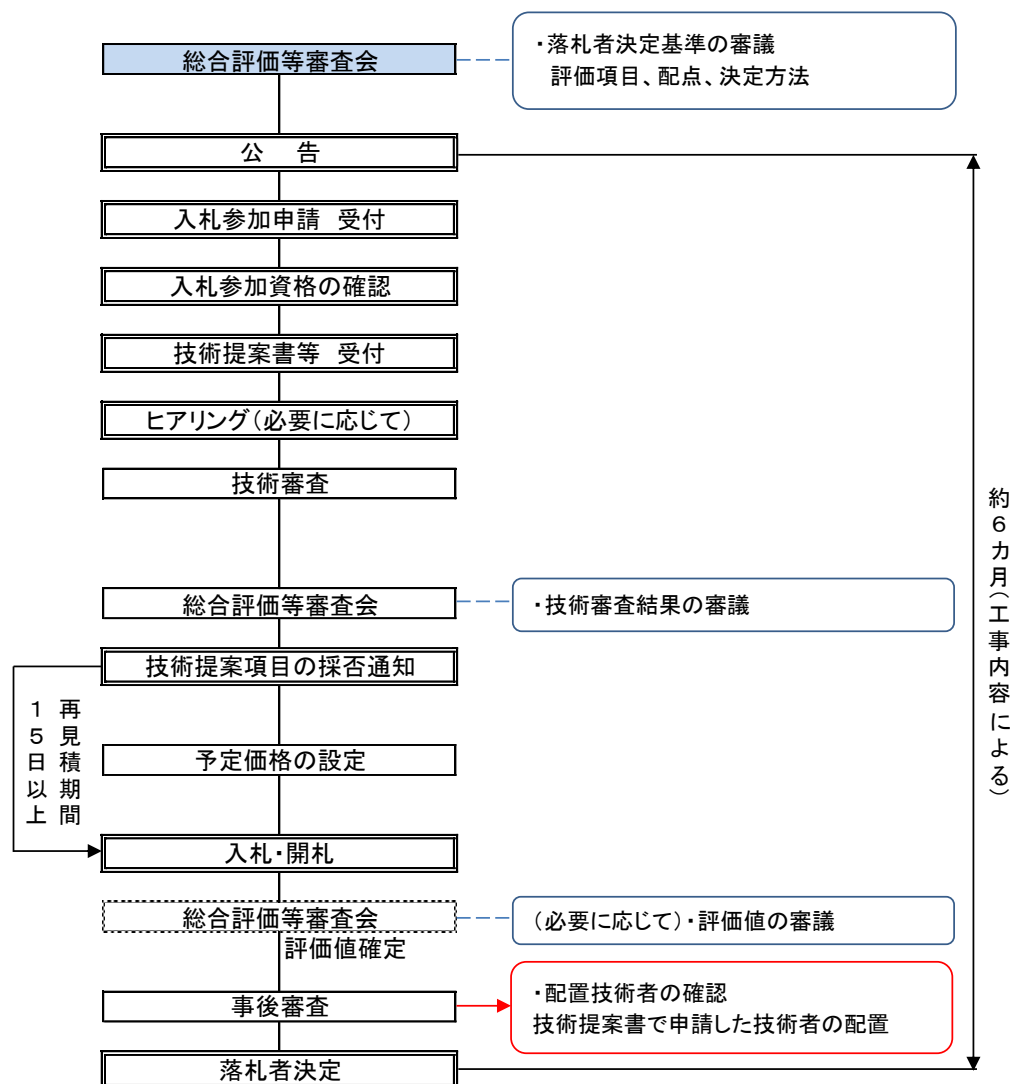 総合評価等審査会
・落札者決定基準の審議
評価項目、配点、決定方法
公　告
入札参加申請　受付
入札参加資格の確認
技術提案書等　受付
ヒアリング（必要に応じて）
技術審査
約６カ月（工事内容による）
総合評価等審査会
・技術審査結果の審議
技術提案項目の採否通知
再見積期間
１５日以上
予定価格の設定
入札・開札
総合評価等審査会
（必要に応じて）・評価値の審議
評価値確定
事後審査
・配置技術者の確認
技術提案書で申請した技術者の配置
落札者決定